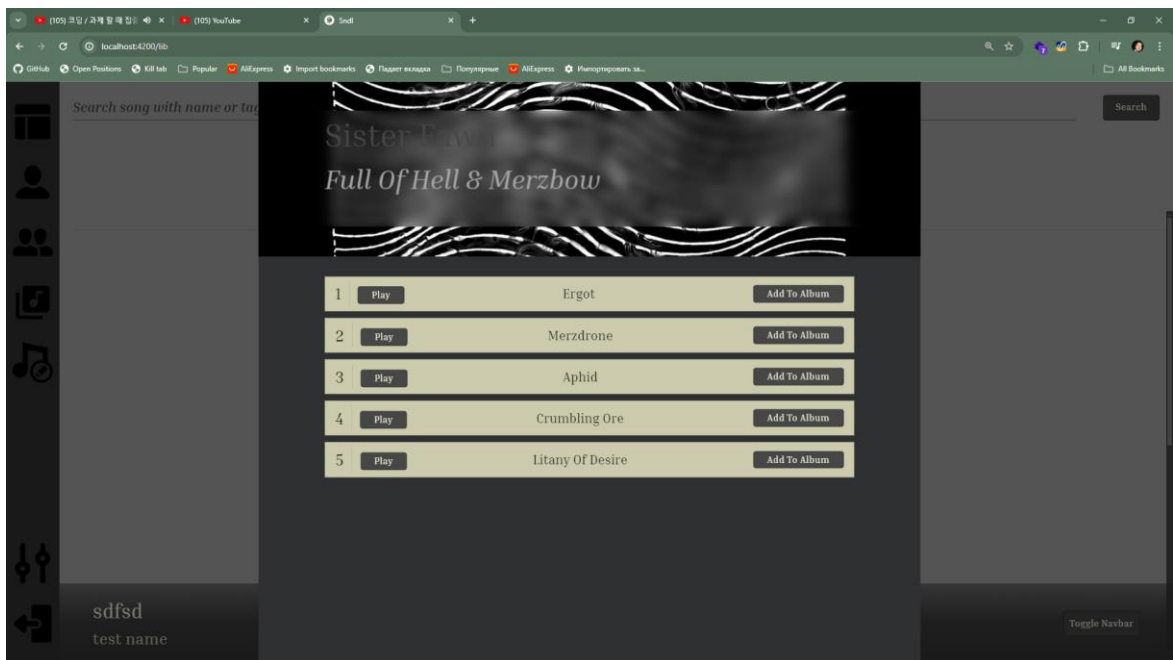 (105) 코딩 / 과제 할 때 집중
(105) YouTube
Sndl
localhost:4200/lib
GitHub
Open Positions
Kill tab
Popular
AliExpress
Import bookmarks
Падает вкладка
Популярные
AliExpress
Импортировать за...
All Bookmarks
Search song with name or tag
Search
Sister Fawn
Full Of Hell & Merzbow
1 Play Ergot Add To Album
2 Play Merzdrone Add To Album
3 Play Aphid Add To Album
4 Play Crumbling Ore Add To Album
5 Play Litany Of Desire Add To Album
sdfsd
test name
Toggle Navbar